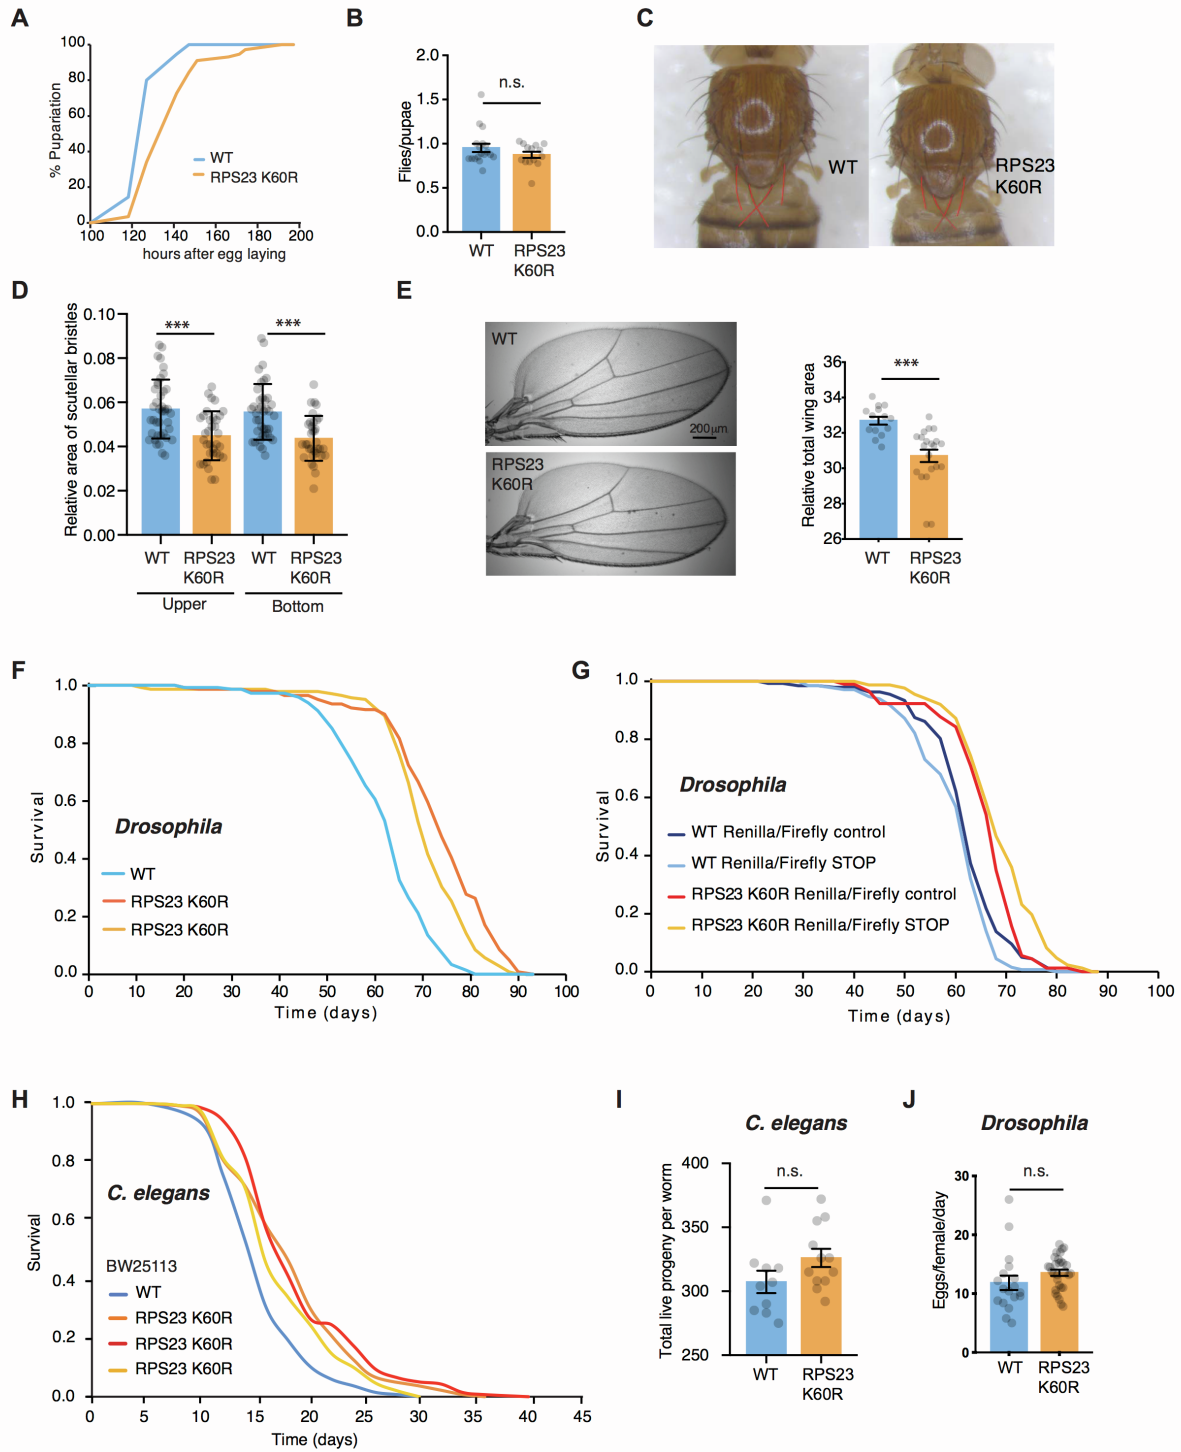 A
100
80
60
40
20
0
% Pupariation
WT
RPS23 K60R
100 120 140 160 180 200
hours after egg laying
B
2.0
1.5
1.0
0.5
0.0
Flies/pupae
n.s.
WT
RPS23
K60R
C
WT
RPS23
K60R
D
0.10
0.08
0.06
0.04
0.02
0.00
Relative area of scutellar bristles
*** ***
WT RPS23 WT RPS23
K60R K60R
Upper Bottom
E
WT
200µm
RPS23
K60R
36
34
32
30
28
26
Relative total wing area
***
WT RPS23
K60R
F
1.0
0.8
0.6
0.4
0.2
0.0
Survival
Drosophila
WT
RPS23 K60R
RPS23 K60R
0 10 20 30 40 50 60 70 80 90 100
Time (days)
G
1.0
0.8
0.6
0.4
0.2
0.0
Survival
Drosophila
WT Renilla/Firefly control
WT Renilla/Firefly STOP
RPS23 K60R Renilla/Firefly control
RPS23 K60R Renilla/Firefly STOP
0 10 20 30 40 50 60 70 80 90 100
Time (days)
H
1.0
0.8
0.6
0.4
0.2
0.0
Survival
C. elegans
BW25113
WT
RPS23 K60R
RPS23 K60R
RPS23 K60R
0 5 10 15 20 25 30 35 40 45
Time (days)
I
C. elegans
400
350
300
250
Total live progeny per worm
n.s.
WT RPS23
K60R
J
Drosophila
30
20
10
0
Eggs/female/day
n.s.
WT RPS23
K60R